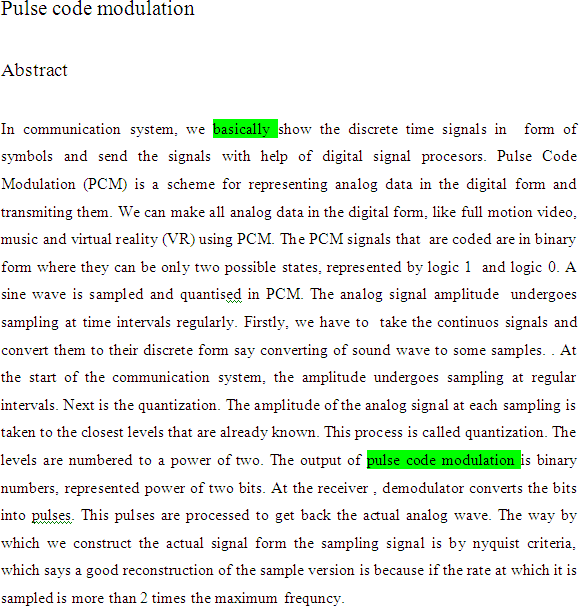 Pulse code modulation
Abstract
In communication system, we basically show the discrete time signals in form of
symbols and send the signals with help of digital signal procesors. Pulse Code
Modulation (PCM) is a scheme for representing analog data in the digital form and
transmiting them. We can make all analog data in the digital form, like full motion video,
music and virtual reality (VR) using PCM. The PCM signals that are coded are in binary
form where they can be only two possible states, represented by logic 1 and logic 0. A
sine wave is sampled and quantised in PCM. The analog signal amplitude undergoes
sampling at time intervals regularly. Firstly, we have to take the continuos signals and
convert them to their discrete form say converting of sound wave to some samples. . At
the start of the communication system, the amplitude undergoes sampling at regular
intervals. Next is the quantization. The amplitude of the analog signal at each sampling is
taken to the closest levels that are already known. This process is called quantization. The
levels are numbered to a power of two. The output of pulse code modulation is binary
numbers, represented power of two bits. At the receiver , demodulator converts the bits
into pulses. This pulses are processed to get back the actual analog wave. The way by
which we construct the actual signal form the sampling signal is by nyquist criteria,
which says a good reconstruction of the sample version is because if the rate at which it is
sampled is more than 2 times the maximum frequncy.